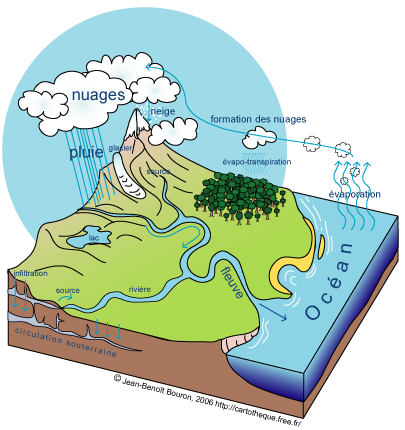 nuages
neige
formation des nuages
pluie
glacier
source
évapo-transpiration
évaporation
lac
Océan
infiltration
source
rivière
fleuve
circulation souterraine
© Jean-Benoît Bouron, 2006 http://cartotheque.free.fr/